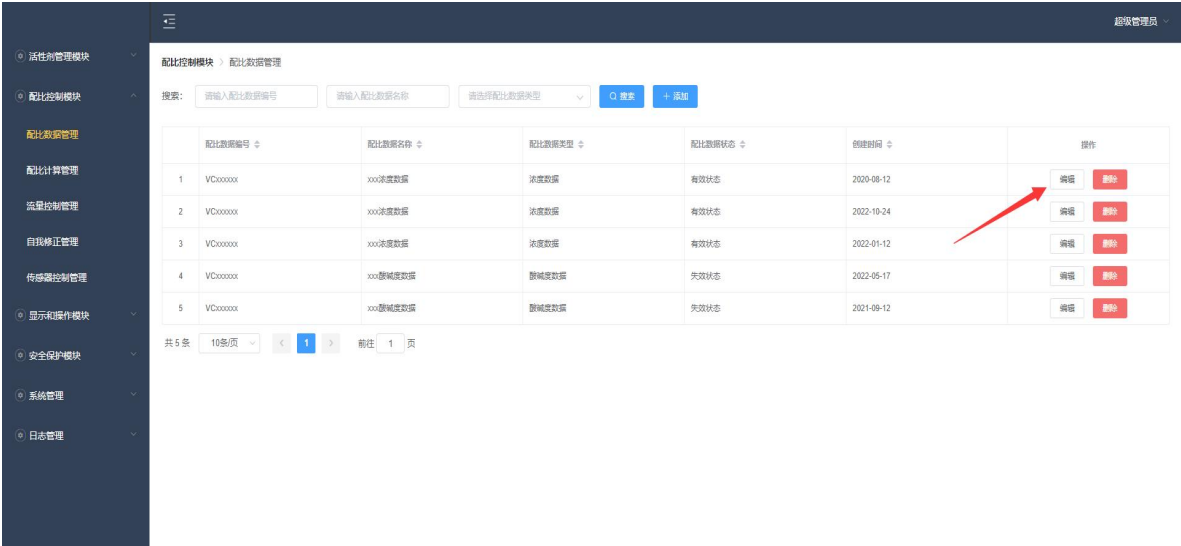 超级管理员
活性剂管理模块
配比控制模块
配比数据管理
配比计算管理
流量控制管理
自我修正管理
传感器控制管理
显示和操作模块
安全保护模块
系统管理
日志管理
配比控制模块 > 配比数据管理
搜索: 请输入配比数据编号 请输入配比数据名称 请选择配比数据类型 搜索 + 添加
配比数据编号 配比数据名称 配比数据类型 配比数据状态 创建时间 操作
1 VCxxxxxx xxx浓度数据 浓度数据 有效状态 2020-08-12 编辑 删除
2 VCxxxxxx xxx浓度数据 浓度数据 有效状态 2022-10-24 编辑 删除
3 VCxxxxxx xxx浓度数据 浓度数据 有效状态 2022-01-12 编辑 删除
4 VCxxxxxx xxx酸碱度数据 酸碱度数据 失效状态 2022-05-17 编辑 删除
5 VCxxxxxx xxx酸碱度数据 酸碱度数据 失效状态 2021-09-12 编辑 删除
共 5 条 10条/页 < 1 > 前往 1 页